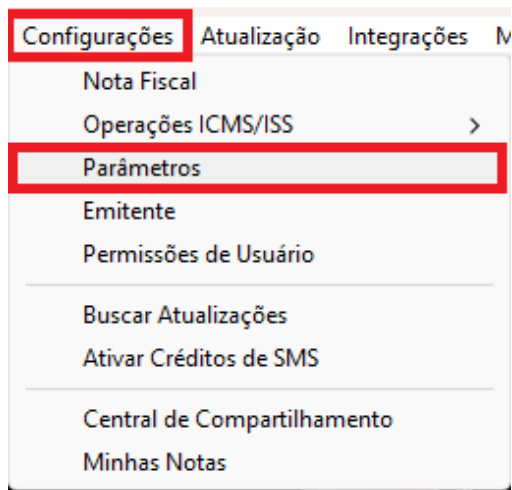 Configurações Atualização Integrações
Nota Fiscal
Operações ICMS/ISS >
Parâmetros
Emitente
Permissões de Usuário
Buscar Atualizações
Ativar Créditos de SMS
Central de Compartilhamento
Minhas Notas